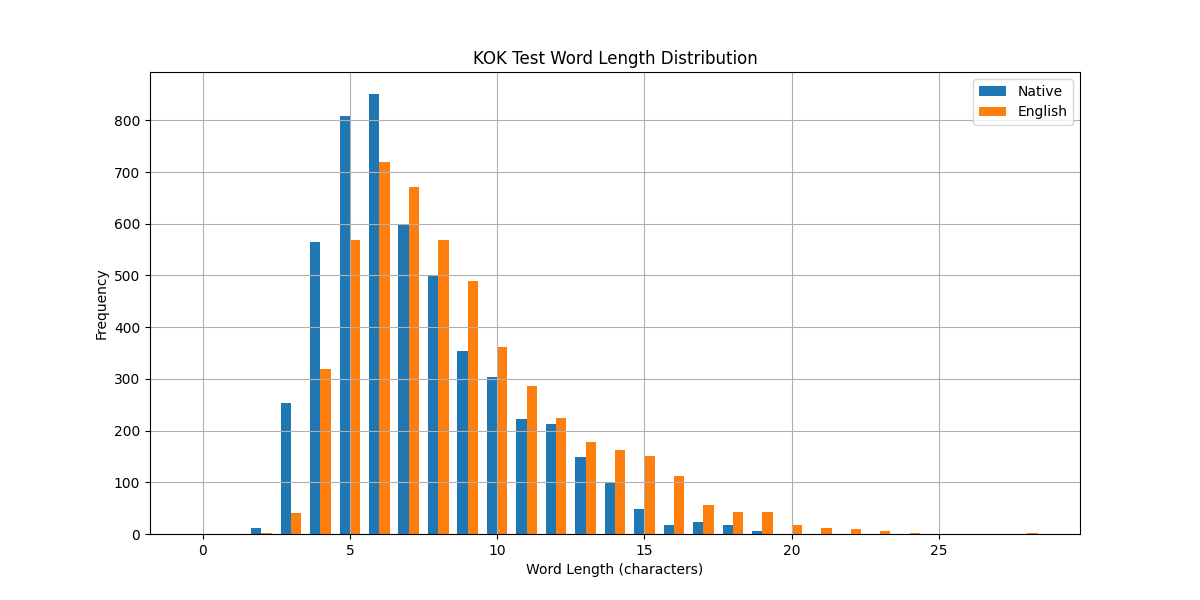 KOK Test Word Length Distribution
Native
English
800
700
600
500
400
300
200
100
0
Frequency
0 5 10 15 20 25
Word Length (characters)